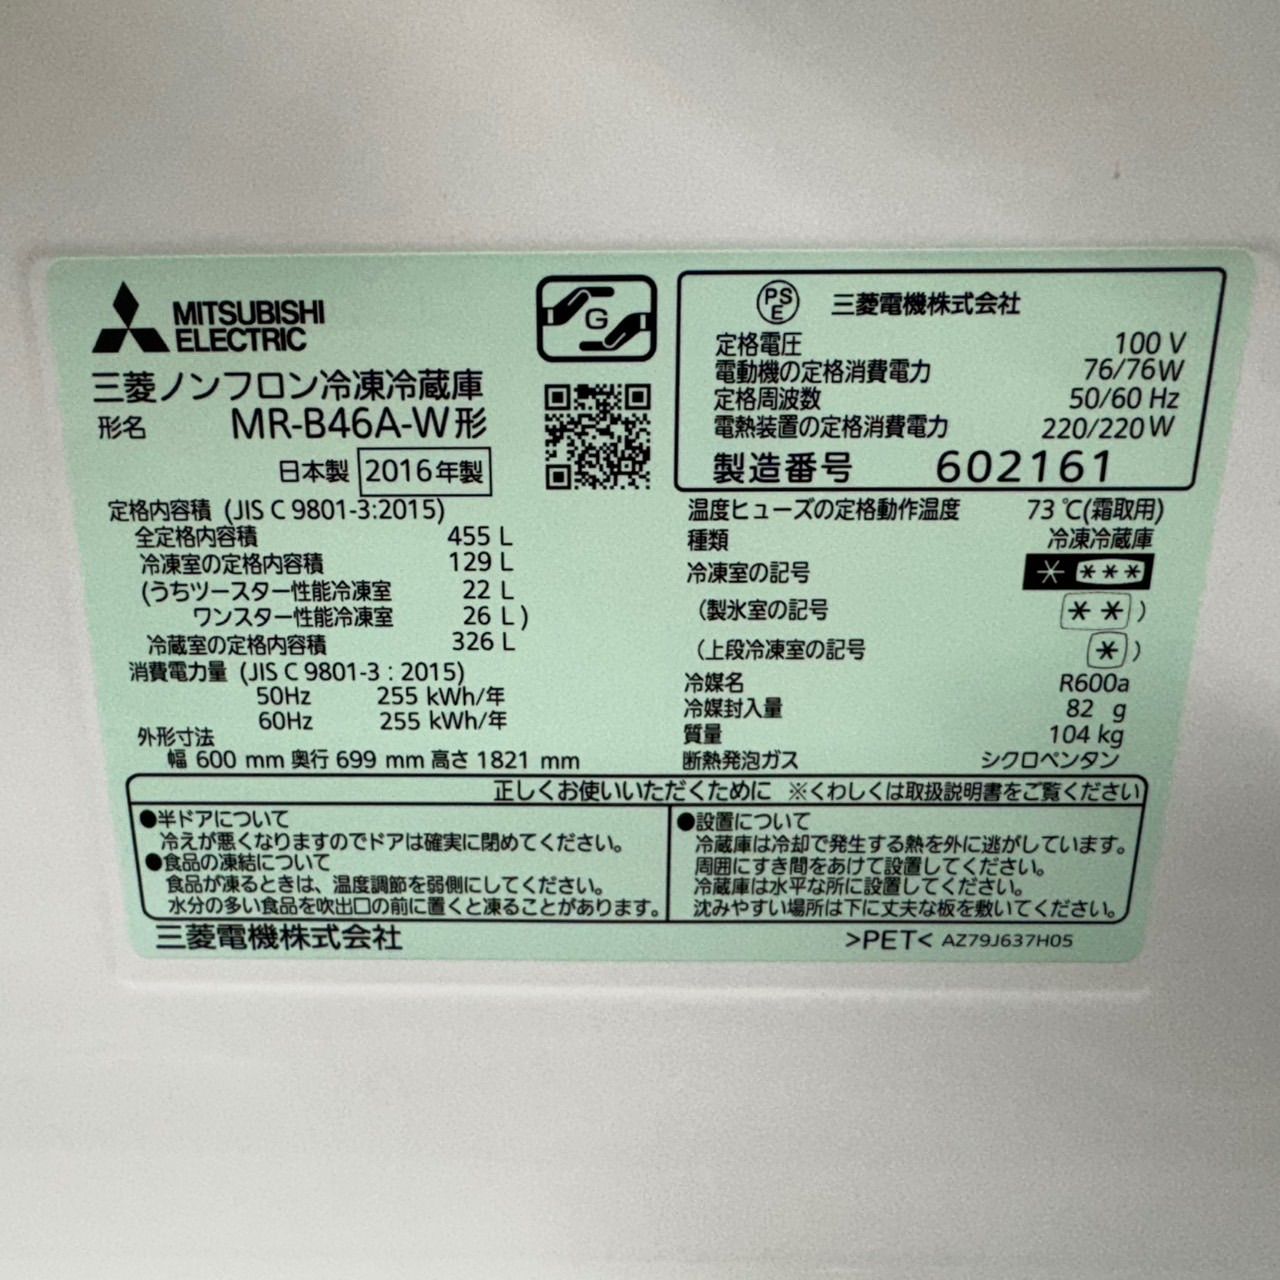 MITSUBISHI
ELECTRIC
三菱ノンフロン冷凍冷蔵庫
形名 MR-B46A-W形
日本製 2016年製
定格内容積 (JIS C 9801-3:2015)
全定格内容積 455 L
冷凍室の定格内容積 129 L
(うちツースター性能冷凍室 22 L
ワンスター性能冷凍室 26 L)
冷蔵室の定格内容積 326 L
消費電力量 (JIS C 9801-3 : 2015)
50Hz 255 kWh/年
60Hz 255 kWh/年
外形寸法
幅 600 mm 奥行 699 mm 高さ 1821 mm
G
PS
E
三菱電機株式会社
定格電圧 100 V
電動機の定格消費電力 76/76W
定格周波数 50/60 Hz
電熱装置の定格消費電力 220/220W
製造番号 602161
温度ヒューズの定格動作温度 73℃(霜取用)
種類 冷凍冷蔵庫
冷凍室の記号 * ***
(製氷室の記号 **)
(上段冷凍室の記号 *)
冷媒名 R600a
冷媒封入量 82 g
質量 104 kg
断熱発泡ガス シクロペンタン
正しくお使いいただくために ※くわしくは取扱説明書をご覧ください
●半ドアについて
冷えが悪くなりますのでドアは確実に閉めてください。
●食品の凍結について
食品が凍るときは、温度調節を弱側にしてください。
水分の多い食品を吹出口の前に置くと凍ることがあります。
●設置について
冷蔵庫は冷却で発生する熱を外に逃がしています。
周囲にすき間をあけて設置してください。
冷蔵庫は水平な所に設置してください。
沈みやすい場所は下に丈夫な板を敷いてください。
三菱電機株式会社
>PET< AZ79J637H05